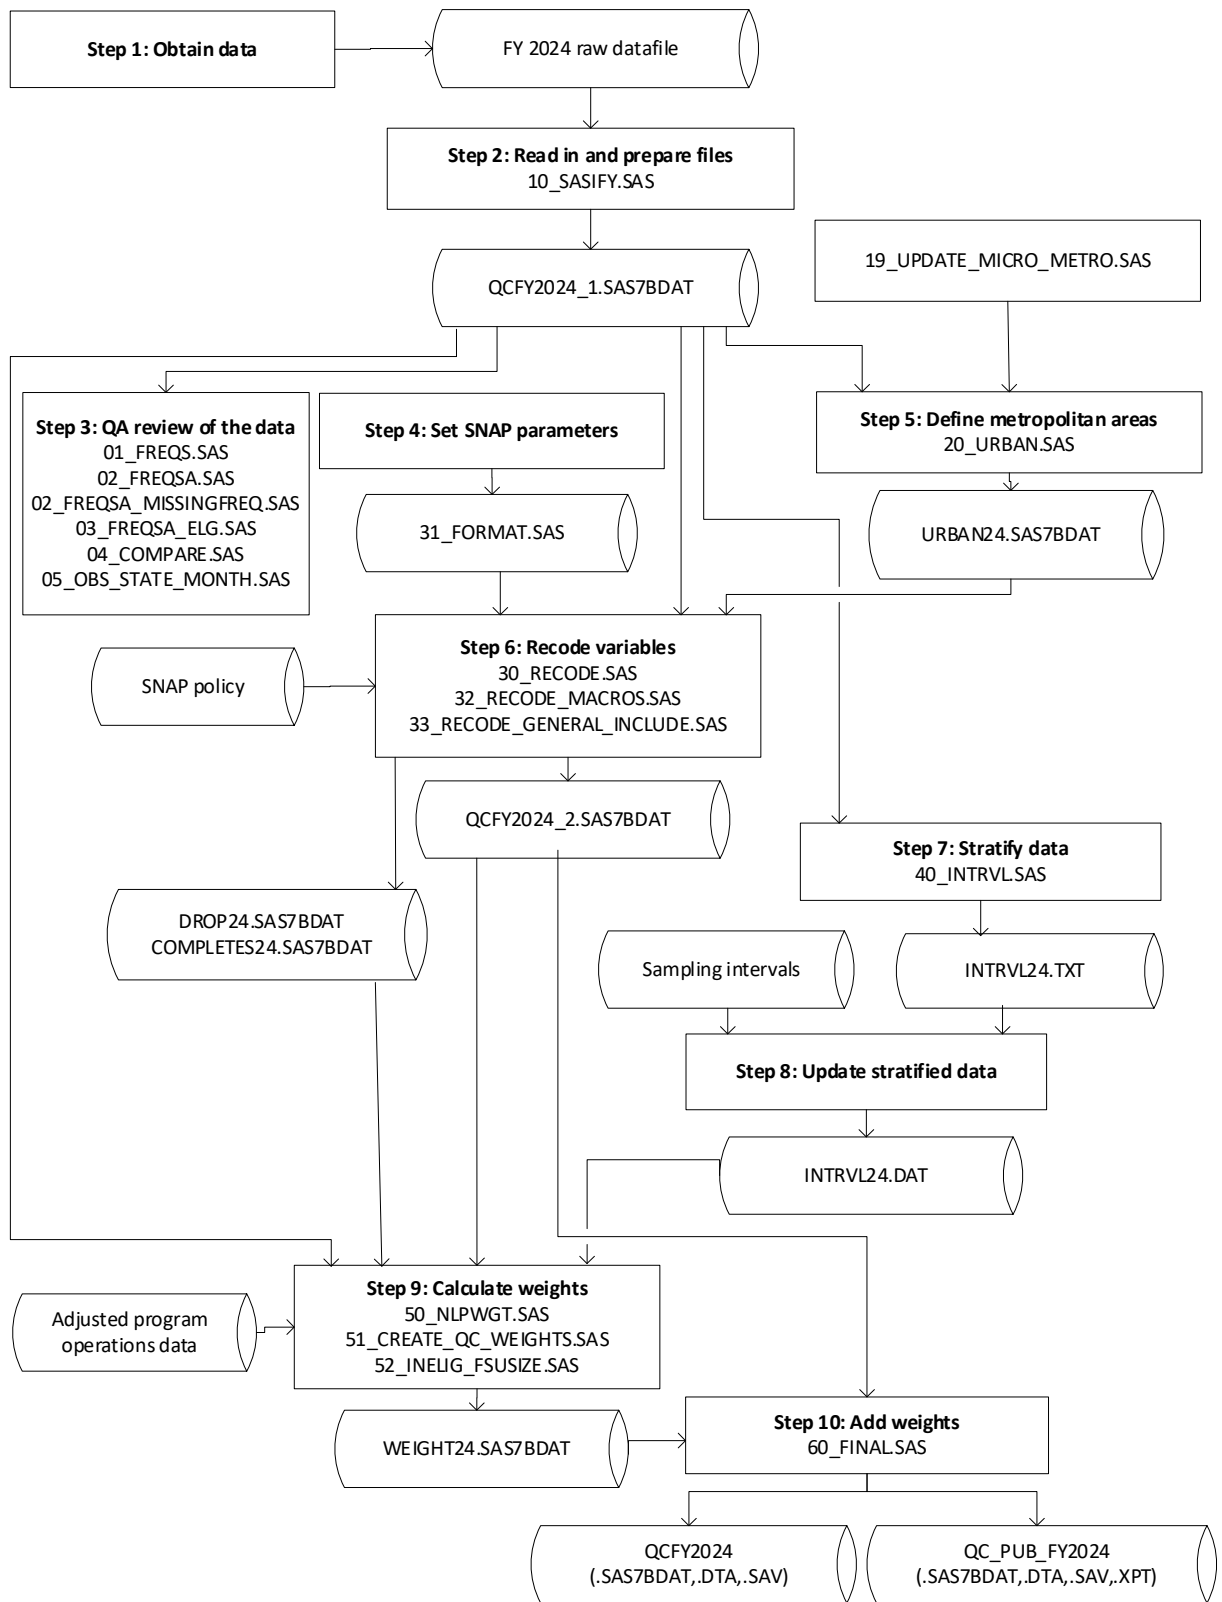 Step 1: Obtain data
FY 2024 raw datafile
Step 2: Read in and prepare files
10_SASIFY.SAS
QCFY2024_1.SAS7BDAT
19_UPDATE_MICRO_METRO.SAS
Step 3: QA review of the data
01_FREQS.SAS
02_FREQSA.SAS
02_FREQSA_MISSINGFREQ.SAS
03_FREQSA_ELG.SAS
04_COMPARE.SAS
05_OBS_STATE_MONTH.SAS
Step 4: Set SNAP parameters
31_FORMAT.SAS
Step 5: Define metropolitan areas
20_URBAN.SAS
URBAN24.SAS7BDAT
Step 6: Recode variables
30_RECODE.SAS
32_RECODE_MACROS.SAS
33_RECODE_GENERAL_INCLUDE.SAS
SNAP policy
QCFY2024_2.SAS7BDAT
Step 7: Stratify data
40_INTRVL.SAS
DROP24.SAS7BDAT
COMPLETES24.SAS7BDAT
Sampling intervals
INTRVL24.TXT
Step 8: Update stratified data
INTRVL24.DAT
Step 9: Calculate weights
50_NLPWGT.SAS
51_CREATE_QC_WEIGHTS.SAS
52_INELIG_FSUSIZE.SAS
Adjusted program
operations data
WEIGHT24.SAS7BDAT
Step 10: Add weights
60_FINAL.SAS
QCFY2024
(.SAS7BDAT,.DTA,.SAV)
QC_PUB_FY2024
(.SAS7BDAT,.DTA,.SAV,.XPT)